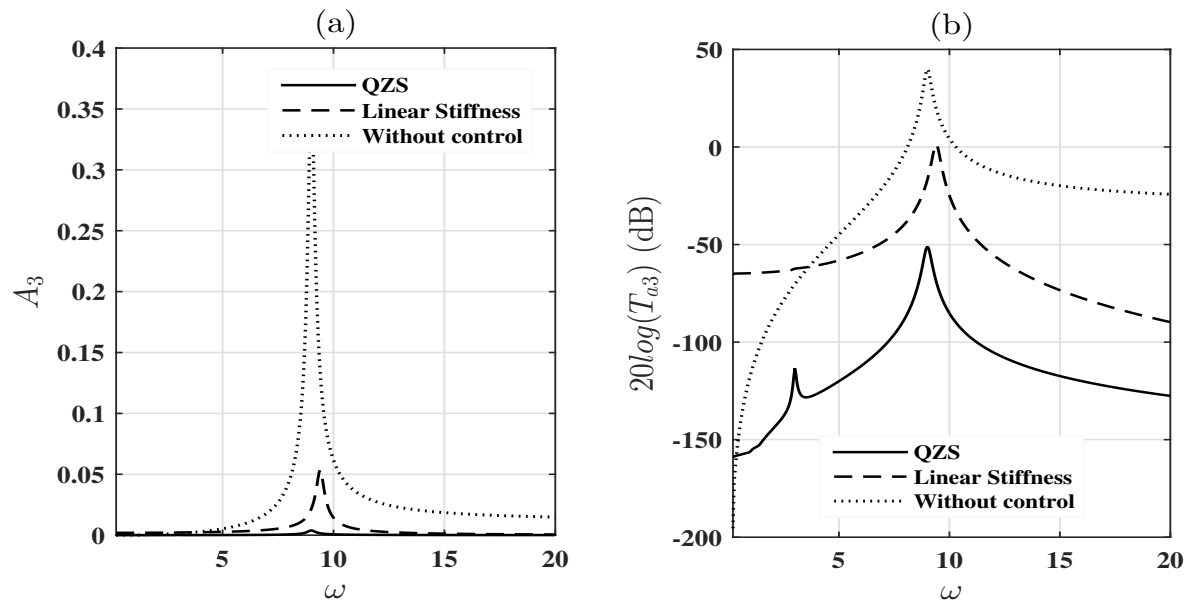 (a)
A3
0.4
0.35
0.3
0.25
0.2
0.15
0.1
0.05
0
5
10
15
20
ω
QZS
Linear Stiffness
Without control
(b)
20log(Ta3) (dB)
50
0
-50
-100
-150
-200
5
10
15
20
ω
QZS
Linear Stiffness
Without control